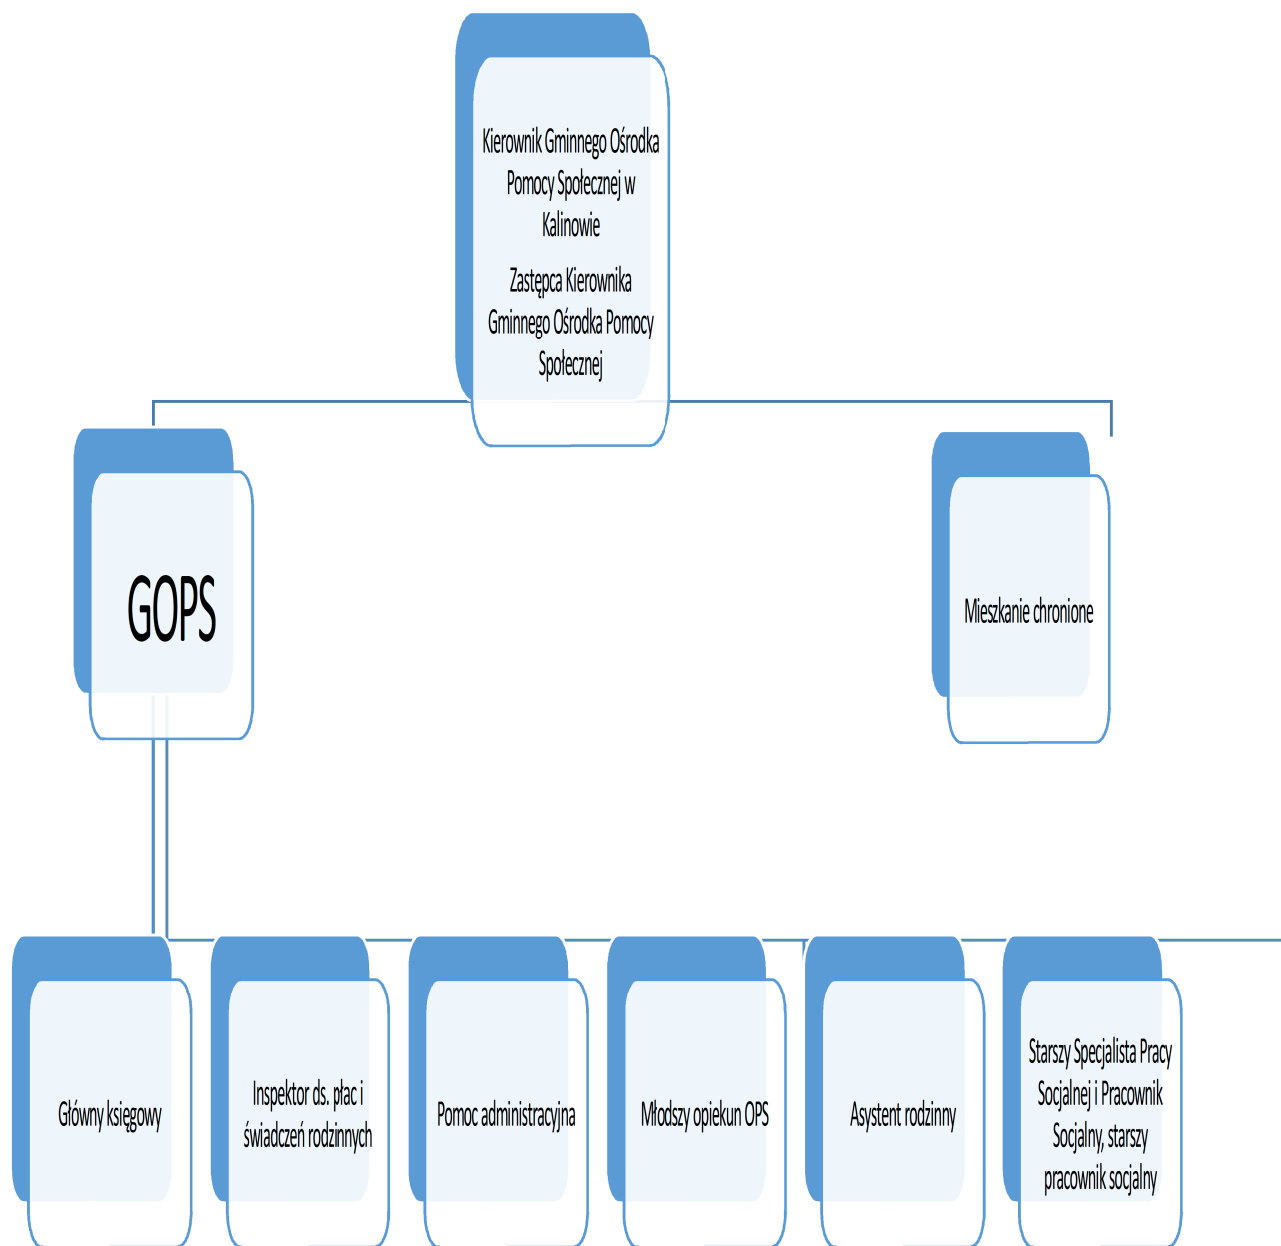 Kierownik Gminnego Ośrodka
Pomocy Społecznej w
Kalinowie
Zastępca Kierownika
Gminnego Ośrodka Pomocy
Społecznej
GOPS
Mieszkanie chronione
Główny księgowy
Inspektor ds. płac i
świadczeń rodzinnych
Pomoc administracyjna
Młodszy opiekun OPS
Asystent rodzinny
Starszy Specjalista Pracy
Socjalnej i Pracownik
Socjalny, starszy
pracownik socjalny